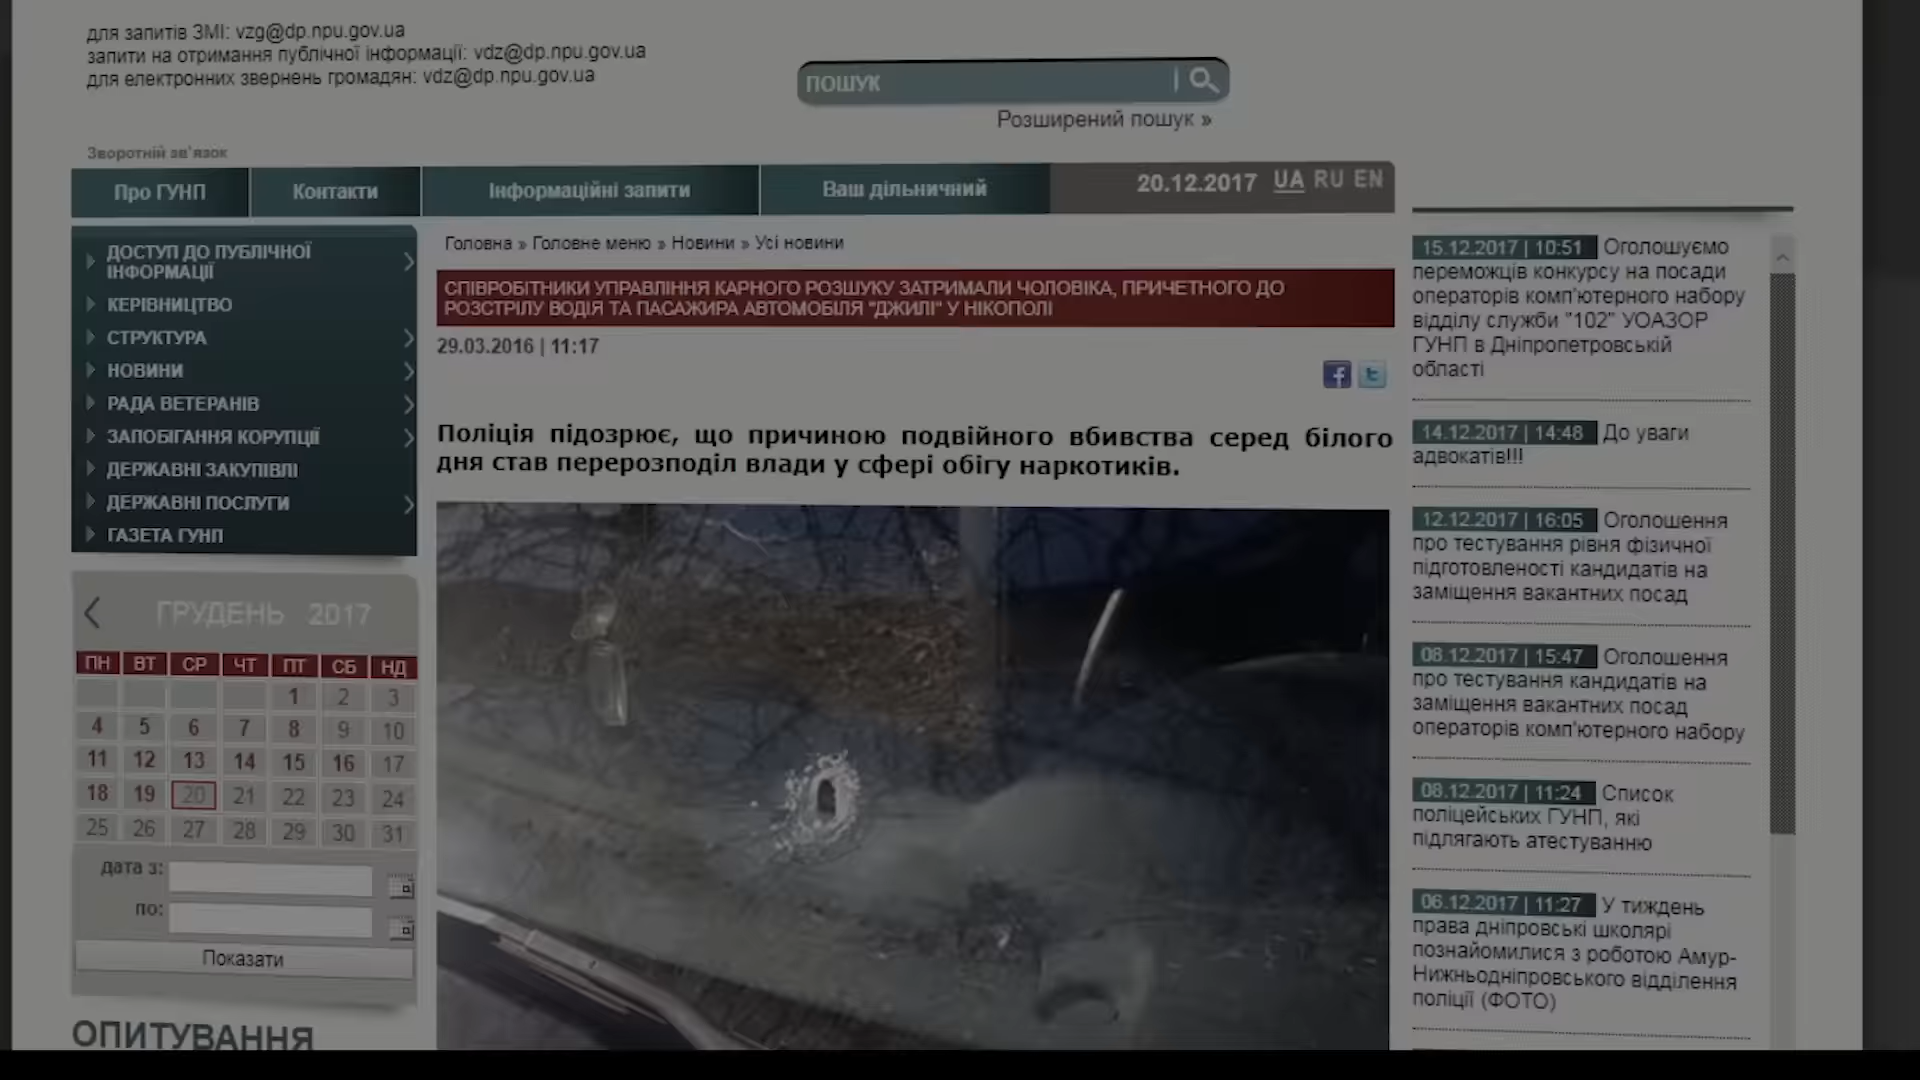 для запитів ЗМІ: vzg@dp.npu.gov.ua
запити на отримання публічної інформації: vdz@dp.npu.gov.ua
для електронних звернень громадян: vdz@dp.npu.gov.ua
ПОШУК
Розширений пошук »
Зворотній зв'язок
Про ГУНП
Контакти
Інформаційні запити
Ваш дільничний
20.12.2017 UA RU EN
ДОСТУП ДО ПУБЛІЧНОЇ
ІНФОРМАЦІЇ
КЕРІВНИЦТВО
СТРУКТУРА
НОВИНИ
РАДА ВЕТЕРАНІВ
ЗАПОБІГАННЯ КОРУПЦІЇ
ДЕРЖАВНІ ЗАКУПІВЛІ
ДЕРЖАВНІ ПОСЛУГИ
ГАЗЕТА ГУНП
ГРУДЕНЬ 2017
ПН ВТ СР ЧТ ПТ СБ НД
1 2 3
4 5 6 7 8 9 10
11 12 13 14 15 16 17
18 19 20 21 22 23 24
25 26 27 28 29 30 31
дата з:
по:
Показати
ОПИТУВАННЯ
Головна » Головне меню » Новини » Усі новини
СПІВРОБІТНИКИ УПРАВЛІННЯ КАРНОГО РОЗШУКУ ЗАТРИМАЛИ ЧОЛОВІКА, ПРИЧЕТНОГО ДО
РОЗСТРІЛУ ВОДІЯ ТА ПАСАЖИРА АВТОМОБІЛЯ "ДЖИЛІ" У НІКОПОЛІ
29.03.2016 | 11:17
Поліція підозрює, що причиною подвійного вбивства серед білого
дня став перерозподіл влади у сфері обігу наркотиків.
15.12.2017 | 10:51 Оголошуємо
переможців конкурсу на посади
операторів комп'ютерного набору
відділу служби "102" УОАЗОР
ГУНП в Дніпропетровській
області
14.12.2017 | 14:48 До уваги
адвокатів!!!
12.12.2017 | 16:05 Оголошення
про тестування рівня фізичної
підготовленості кандидатів на
заміщення вакантних посад
08.12.2017 | 15:47 Оголошення
про тестування кандидатів на
заміщення вакантних посад
операторів комп'ютерного набору
08.12.2017 | 11:24 Список
поліцейських ГУНП, які
підлягають атестуванню
06.12.2017 | 11:27 У тиждень
права дніпровські школярі
познайомилися з роботою Амур-
Нижньодніпровського відділення
поліції (ФОТО)